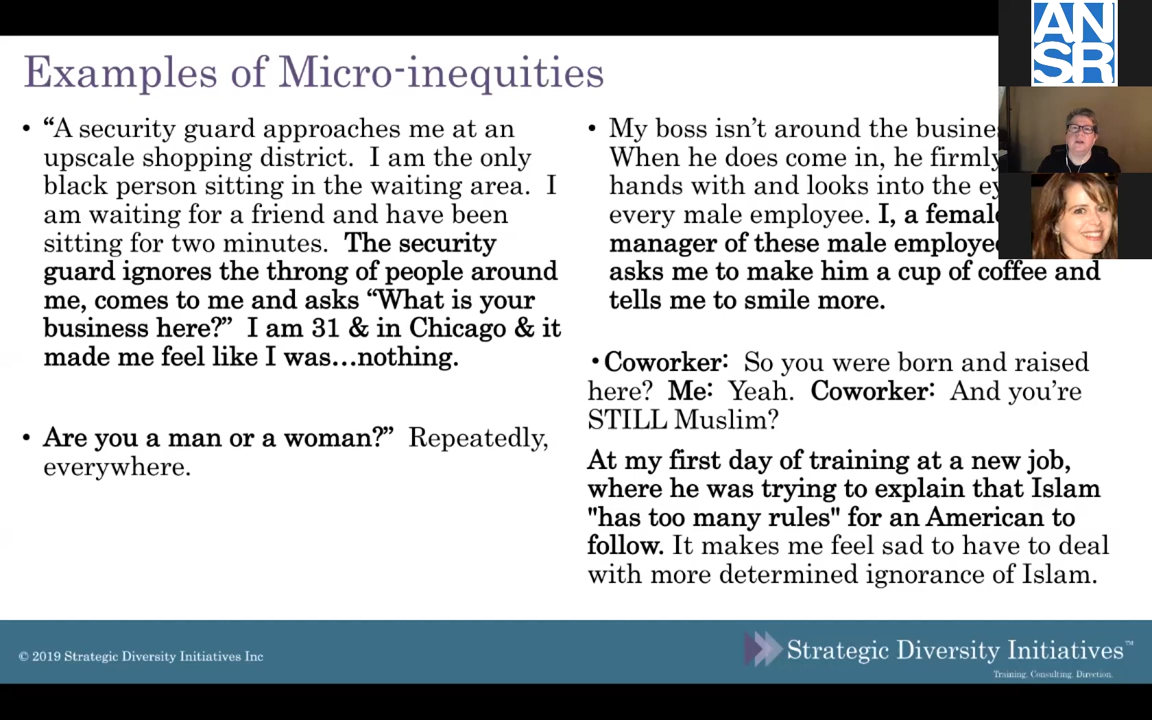 Examples of Micro-inequities
• “A security guard approaches me at an
upscale shopping district. I am the only
black person sitting in the waiting area. I
am waiting for a friend and have been
sitting for two minutes. The security
guard ignores the throng of people around
me, comes to me and asks “What is your
business here?” I am 31 & in Chicago & it
made me feel like I was…nothing.
• Are you a man or a woman?” Repeatedly,
everywhere.
• My boss isn’t around the
When he does come in, he firmly
hands with and looks into the
every male employee. I, a
manager of these male
asks me to make him a cup of coffee and
tells me to smile more.
•Coworker: So you were born and raised
here? Me: Yeah. Coworker: And you’re
STILL Muslim?
At my first day of training at a new job,
where he was trying to explain that Islam
"has too many rules" for an American to
follow. It makes me feel sad to have to deal
with more determined ignorance of Islam.
AN
SR
© 2019 Strategic Diversity Initiatives Inc
Strategic Diversity Initiatives™
Training. Consulting. Direction.